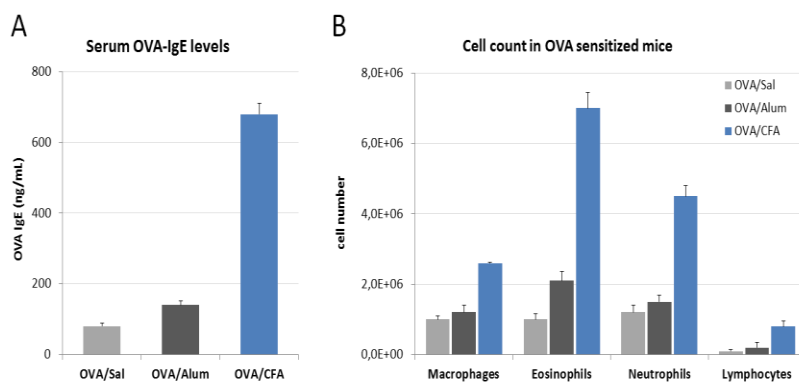 A
Serum OVA-IgE levels
OVA IgE (ng/mL)
800
600
400
200
0
OVA/Sal OVA/Alum OVA/CFA
B
Cell count in OVA sensitized mice
cell number
8,0E+06
6,0E+06
4,0E+06
2,0E+06
0,0E+00
OVA/Sal
OVA/Alum
OVA/CFA
Macrophages Eosinophils Neutrophils Lymphocytes